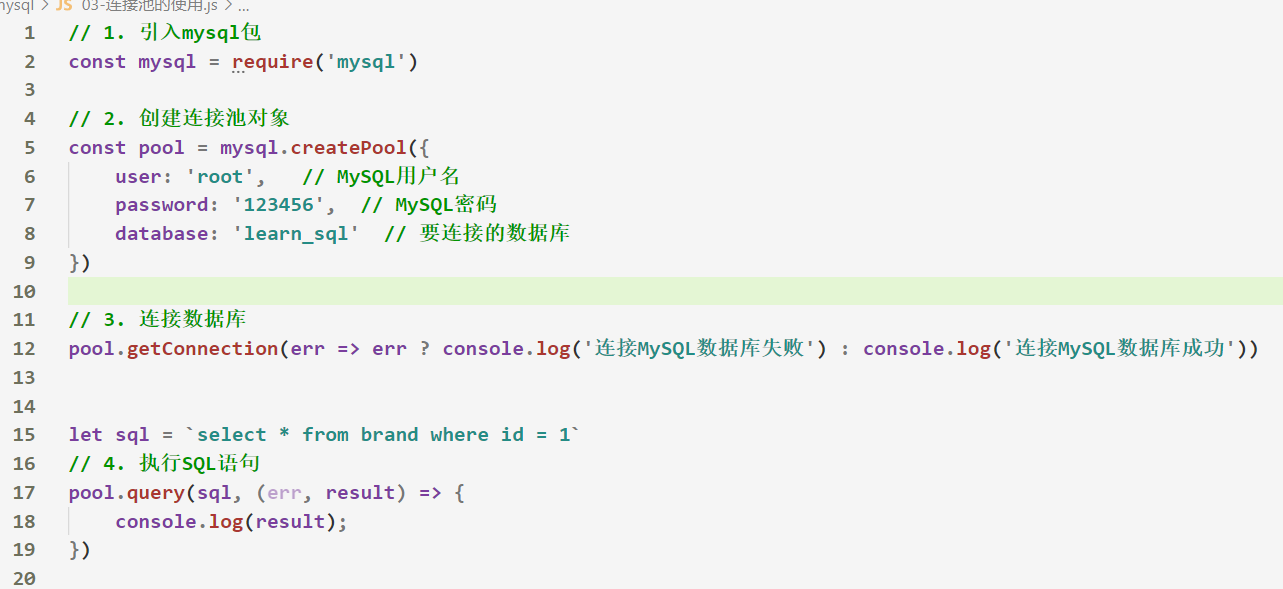 mysql > JS 03-连接池的使用.js > ...
1 // 1. 引入mysql包
2 const mysql = require('mysql')
3
4 // 2. 创建连接池对象
5 const pool = mysql.createPool({
6 user: 'root', // MySQL用户名
7 password: '123456', // MySQL密码
8 database: 'learn_sql' // 要连接的数据库
9 })
10
11 // 3. 连接数据库
12 pool.getConnection(err => err ? console.log('连接MySQL数据库失败') : console.log('连接MySQL数据库成功'))
13
14
15 let sql = `select * from brand where id = 1`
16 // 4. 执行SQL语句
17 pool.query(sql, (err, result) => {
18 console.log(result);
19 })
20